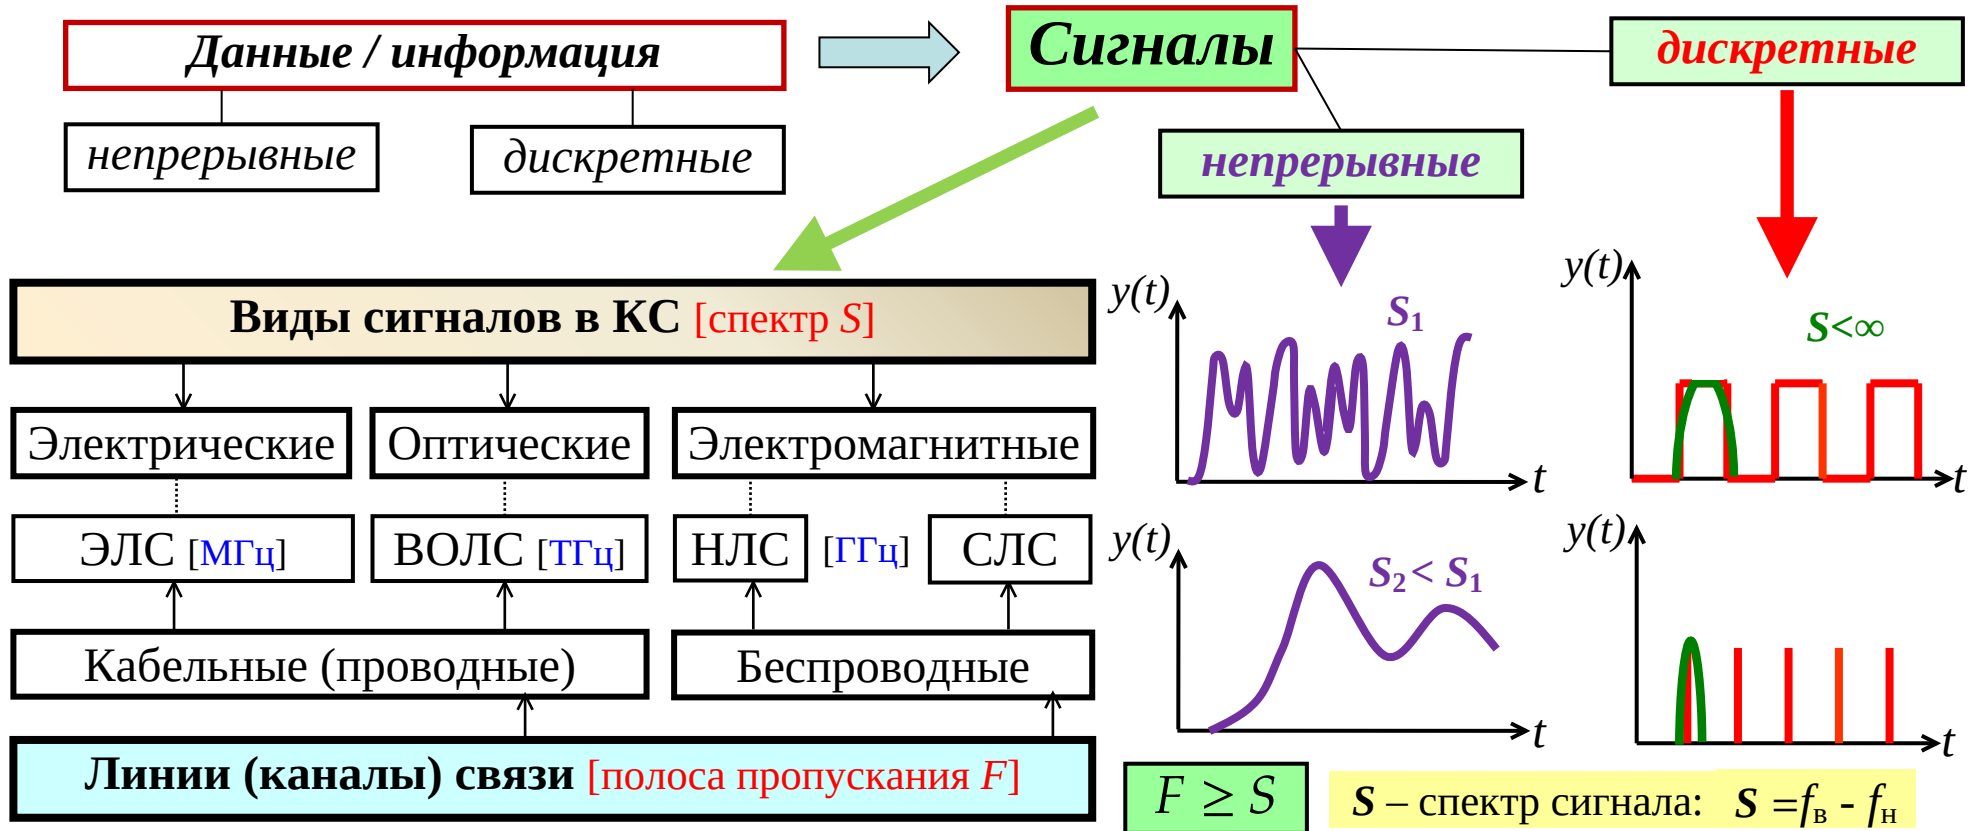 Данные / информация
Сигналы
дискретные
непрерывные
дискретные
непрерывные
Виды сигналов в КС [спектр S]
Электрические
Оптические
Электромагнитные
ЭЛС [МГц]
ВОЛС [ТГц]
НЛС
[ГГц]
СЛС
Кабельные (проводные)
Беспроводные
Линии (каналы) связи [полоса пропускания F]
y(t)
S₁
t
y(t)
S<∞
t
y(t)
S₂ < S₁
t
y(t)
t
F ≥ S
S – спектр сигнала: S =fв - fн